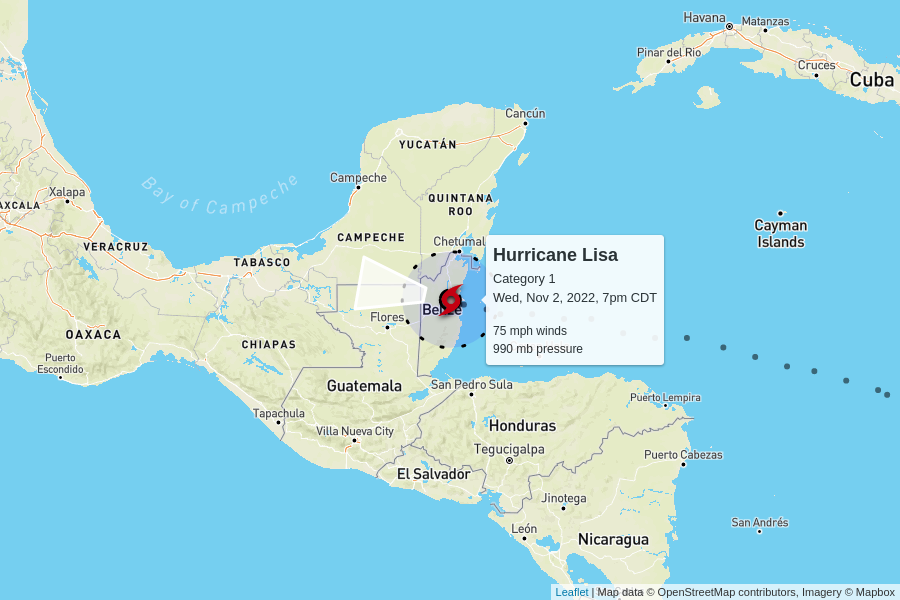 Havana
Matanzas
Pinar del Rio
Cruces
Cuba
Cancún
YUCATÁN
Campeche
Bay of Campeche
Xalapa
AXCALA
QUINTANA
ROO
Cayman
Islands
VERACRUZ
CAMPECHE
Chetumal
TABASCO
Hurricane Lisa
Category 1
Wed, Nov 2, 2022, 7pm CDT
75 mph winds
990 mb pressure
Belize
Flores
OAXACA
CHIAPAS
Puerto
Escondido
Guatemala
San Pedro Sula
Puerto Lempira
Tapachula
Villa Nueva City
Honduras
Tegucigalpa
Puerto Cabezas
El Salvador
Jinotega
San Andrés
León
Nicaragua
Leaflet | Map data © OpenStreetMap contributors, Imagery © Mapbox